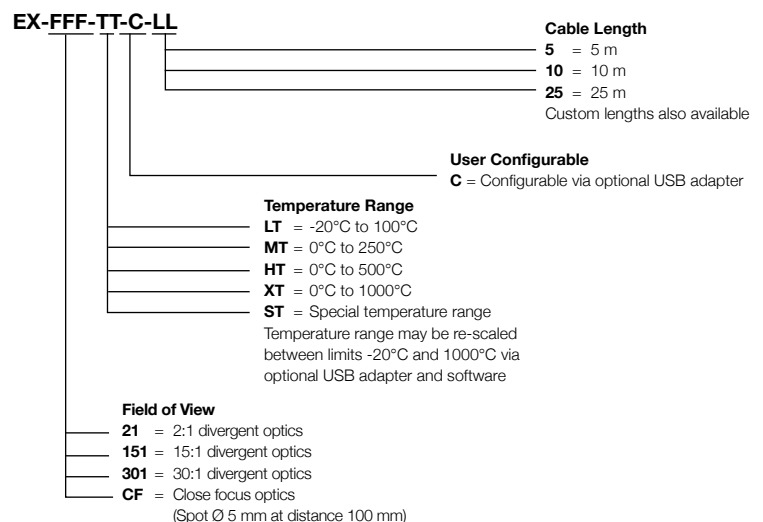 EX-FFF-TT-C-LL
Cable Length
5 = 5 m
10 = 10 m
25 = 25 m
Custom lengths also available
User Configurable
C = Configurable via optional USB adapter
Temperature Range
LT = -20°C to 100°C
MT = 0°C to 250°C
HT = 0°C to 500°C
XT = 0°C to 1000°C
ST = Special temperature range
Temperature range may be re-scaled
between limits -20°C and 1000°C via
optional USB adapter and software
Field of View
21 = 2:1 divergent optics
151 = 15:1 divergent optics
301 = 30:1 divergent optics
CF = Close focus optics
(Spot Ø 5 mm at distance 100 mm)